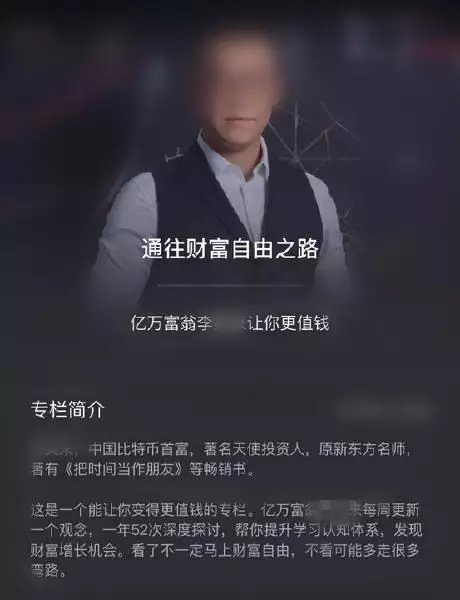 通往财富自由之路
亿万富翁李让你更值钱
专栏简介
，中国比特币首富，著名天使投资人，原新东方名师，
著有《把时间当作朋友》等畅销书。
这是一个能让你变得更值钱的专栏。亿万富来每周更新
一个观念，一年52次深度探讨，帮你提升学习认知体系，发现
财富增长机会。看了不一定马上财富自由，不看可能多走很多
弯路。